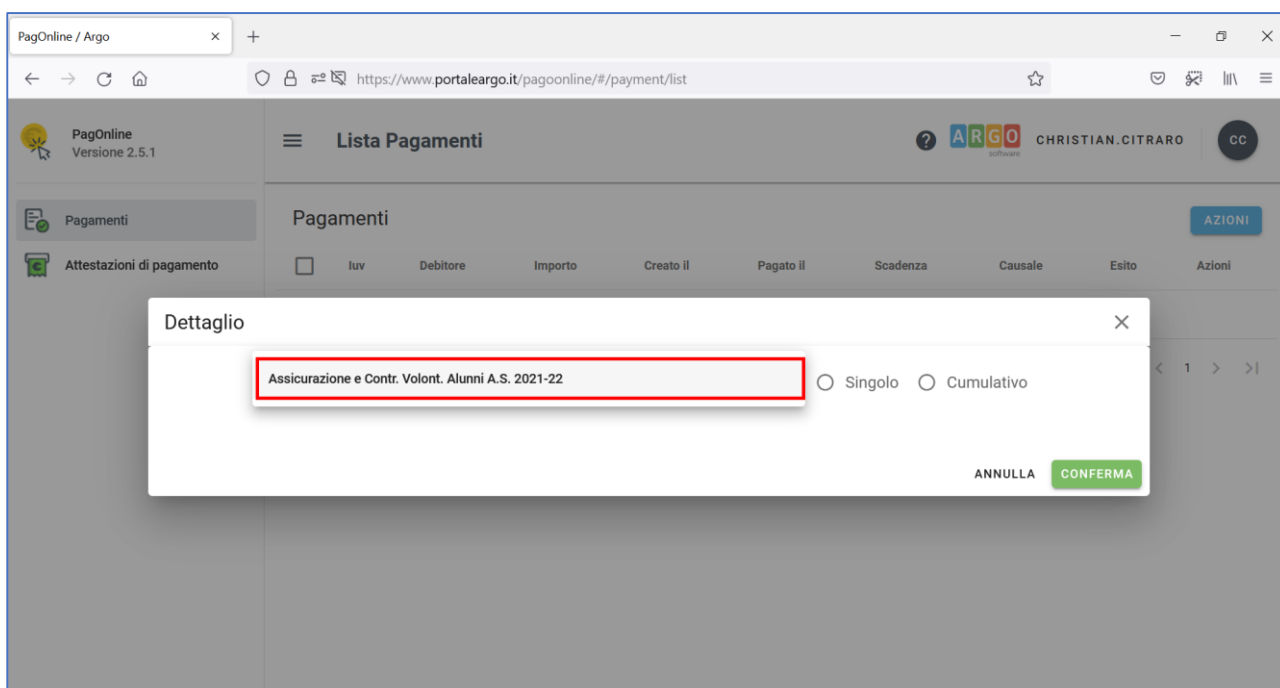 PagOnline / Argo
https://www.portaleargo.it/pagoonline/#/payment/list
PagOnline
Versione 2.5.1
Lista Pagamenti
ARGO
software
CHRISTIAN.CITRARO
CC
Pagamenti
Attestazioni di pagamento
Pagamenti
AZIONI
Iuv Debitore Importo Creato il Pagato il Scadenza Causale Esito Azioni
Dettaglio
Assicurazione e Contr. Volont. Alunni A.S. 2021-22
Singolo Cumulativo
1
ANNULLA CONFERMA